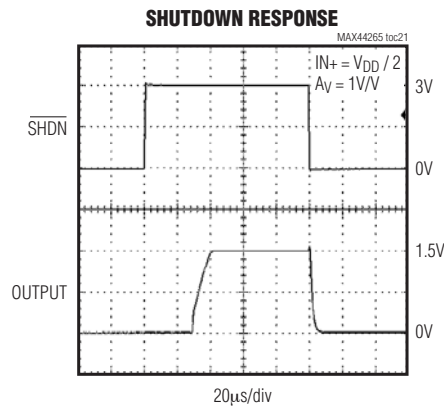 SHUTDOWN RESPONSE
MAX44265 toc21
IN+ = VDD / 2
AV = 1V/V
3V
SHDN
0V
1.5V
OUTPUT
0V
20µs/div